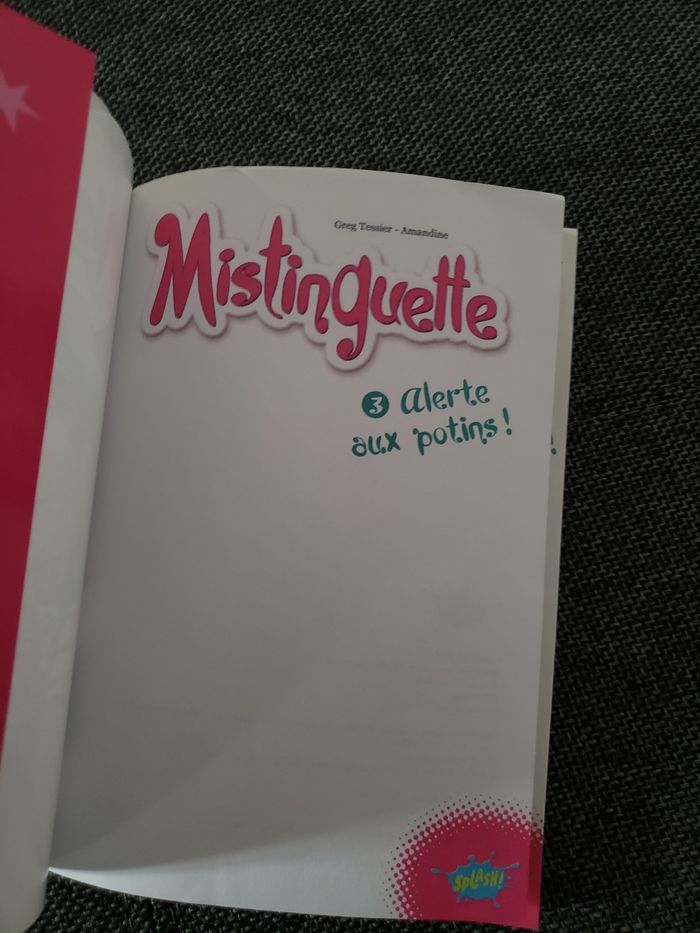 Greg Tessier - Amandine
Mistinguette
3 Alerte
aux potins !
!
SPLASH!